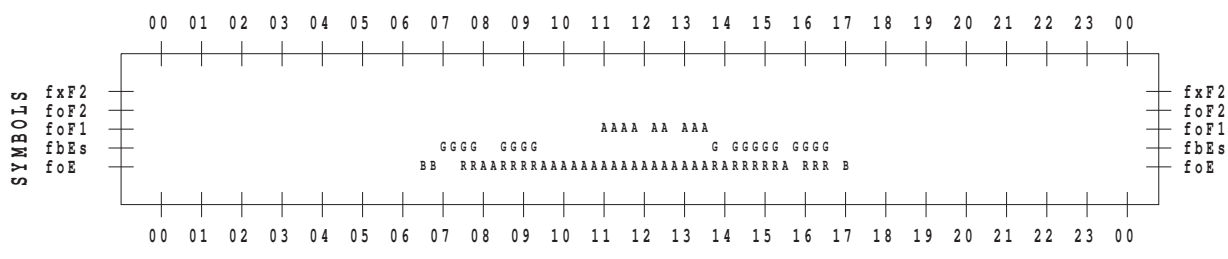 00 01 02 03 04 05 06 07 08 09 10 11 12 13 14 15 16 17 18 19 20 21 22 23 00
SYMBOLS
fxF2 fxF2
foF2 foF2
foF1 AAAA AA AAA foF1
fbEs GGGG GGGG G GGGGG GGGG fbEs
foE BB RRAARRRRAAAAAAAAAAAAAAAAARARRRRRA RRR B foE
00 01 02 03 04 05 06 07 08 09 10 11 12 13 14 15 16 17 18 19 20 21 22 23 00